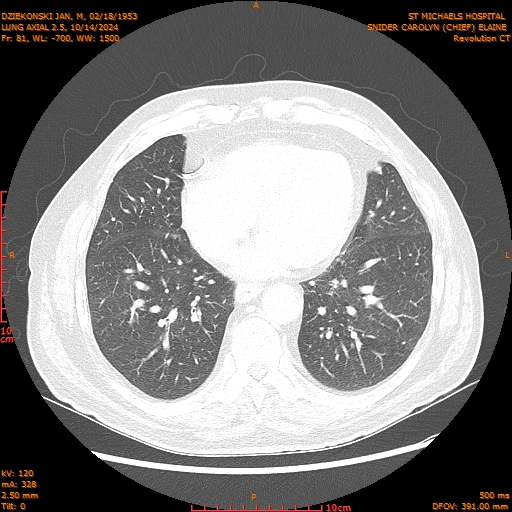 DZIEKONSKI JAN, M, 02/18/1953
LUNG AXIAL 2.5, 10/14/2024
Fr: 81, WL: -700, WW: 1500
A
ST MICHAELS HOSPITAL
SNIDER CAROLYN (CHIEF) ELAINE
Revolution CT
R
L
10
cm
kV: 120
mA: 328
2.50 mm
Tilt: 0
P
10cm
500 ms
DFOV: 391.00 mm